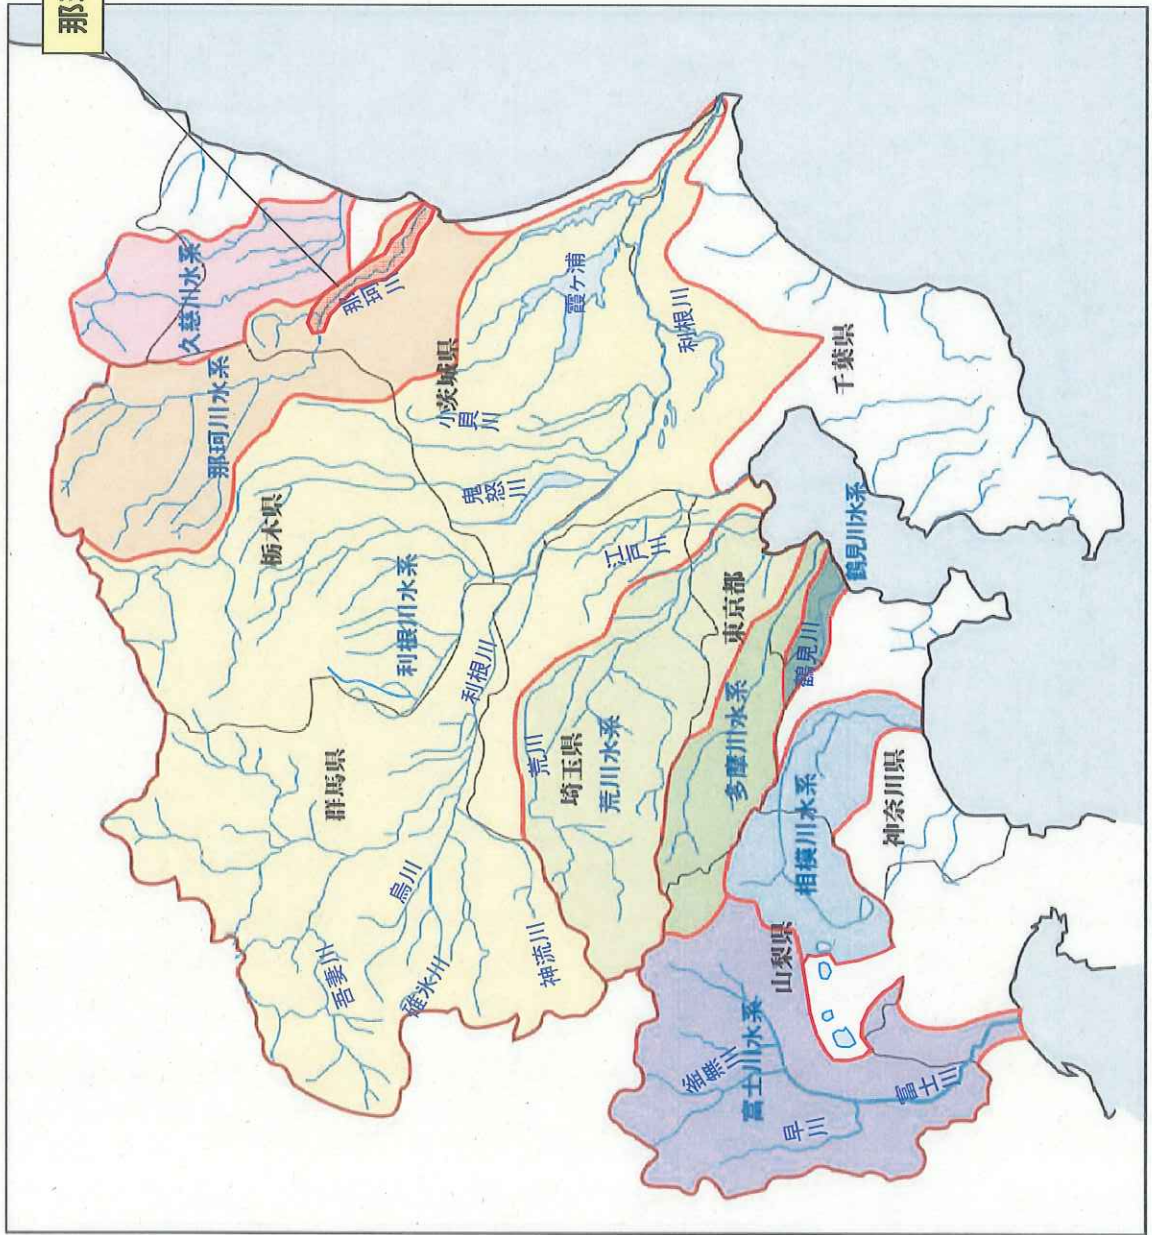 那
久慈川水系
那珂川水系
那珂川
茨城県
小貝川
霞ヶ浦
利根川
千葉県
栃木県
鬼怒川
利根川水系
江戸川
東京都
鶴見川水系
鶴見川
利根川
群馬県
荒川
埼玉県
荒川水系
多摩川水系
相模川水系
神奈川県
烏川
吾妻川
碓氷川
神流川
山梨県
富士川水系
釜無川
早川
富士川